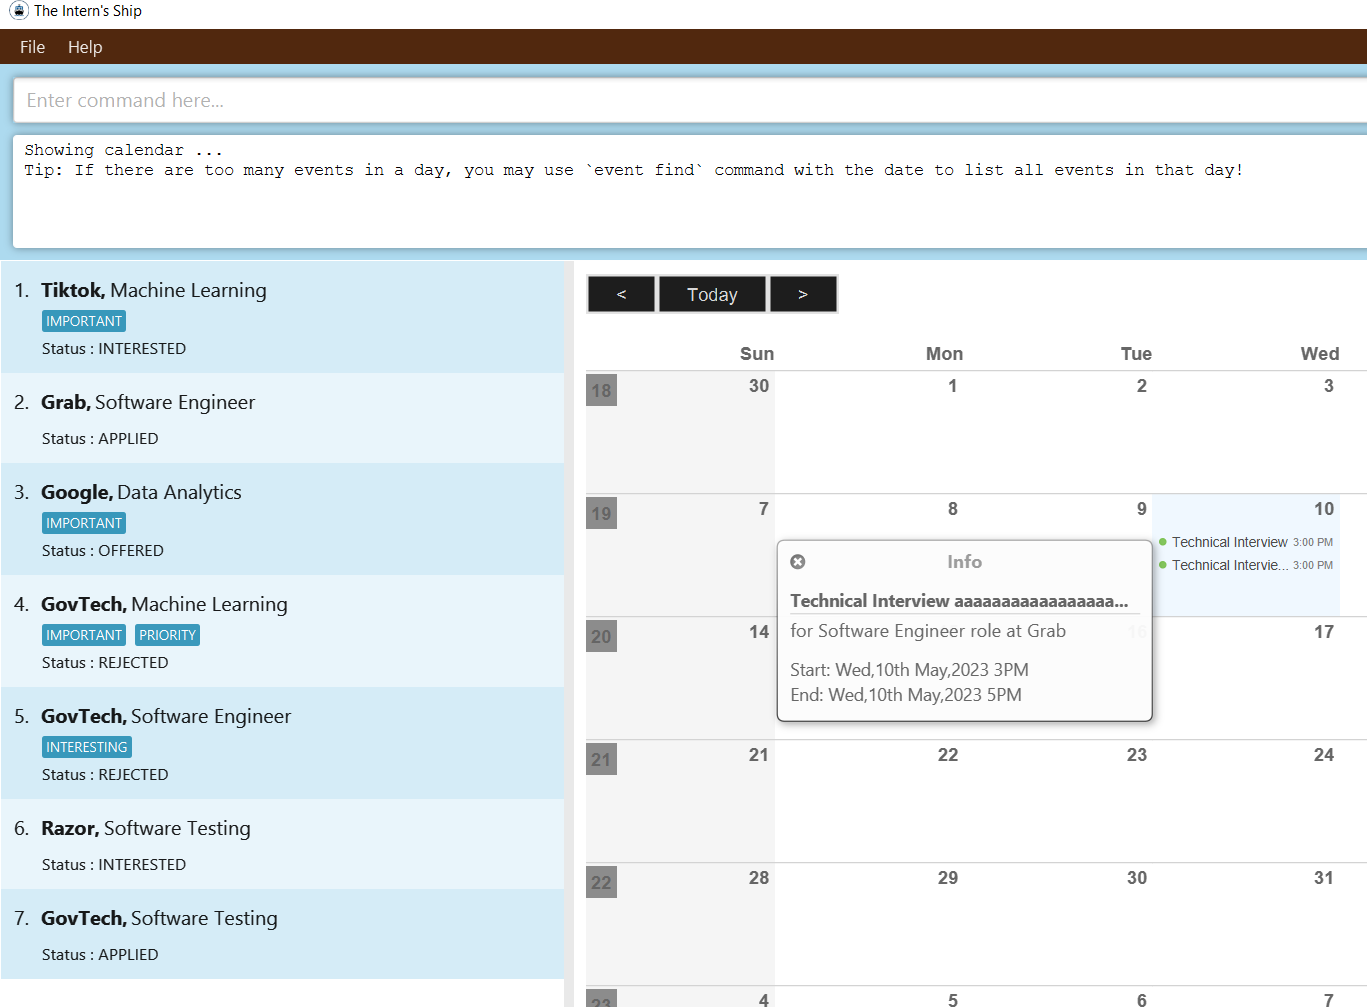 The Intern's Ship
File Help
Enter command here...
Showing calendar ...
Tip: If there are too many events in a day, you may use `event find` command with the date to list all events in that day!
1. Tiktok, Machine Learning
IMPORTANT
Status : INTERESTED
2. Grab, Software Engineer
Status : APPLIED
3. Google, Data Analytics
IMPORTANT
Status : OFFERED
4. GovTech, Machine Learning
IMPORTANT PRIORITY
Status : REJECTED
5. GovTech, Software Engineer
INTERESTING
Status : REJECTED
6. Razor, Software Testing
Status : INTERESTED
7. GovTech, Software Testing
Status : APPLIED
< Today >
Sun Mon Tue Wed
18 30 1 2 3
19 7 8 9 10
Technical Interview 3:00 PM
Technical Intervie... 3:00 PM
Info
Technical Interview aaaaaaaaaaaaaaaaa...
for Software Engineer role at Grab
Start: Wed,10th May,2023 3PM
End: Wed,10th May,2023 5PM
20 14 16 17
21 21 22 23 24
22 28 29 30 31
23 4 5 6 7